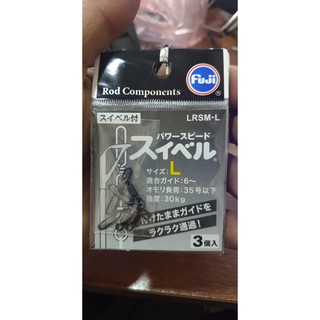 Fuji
Rod Components
スイベル付
LRSM-L
パワースピード
スイベル
サイズ:L
適合ガイド:6〜
オモリ負荷:35号以下
強度:30kg
付けたままガイドを
ラクラク通過!
3個入